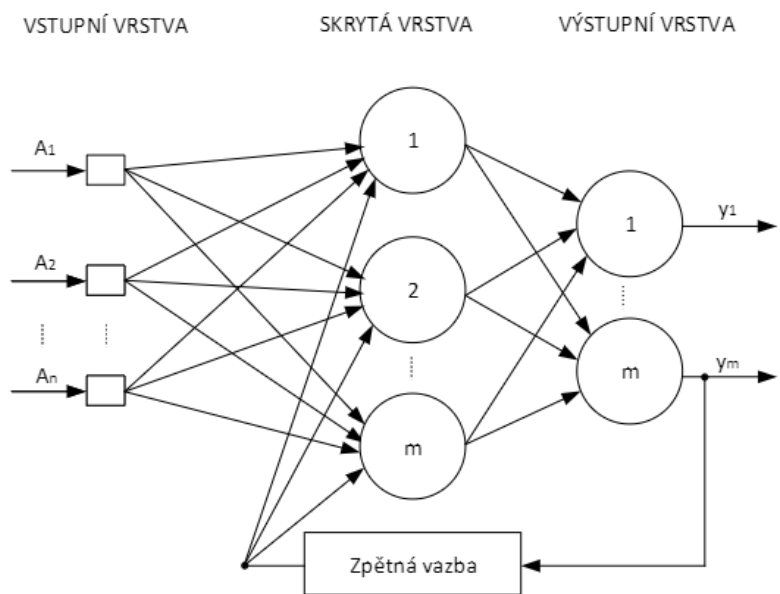 VSTUPNÍ VRSTVA
SKRYTÁ VRSTVA
VÝSTUPNÍ VRSTVA
A1
A2
An
1
2
m
1
m
y1
ym
Zpětná vazba